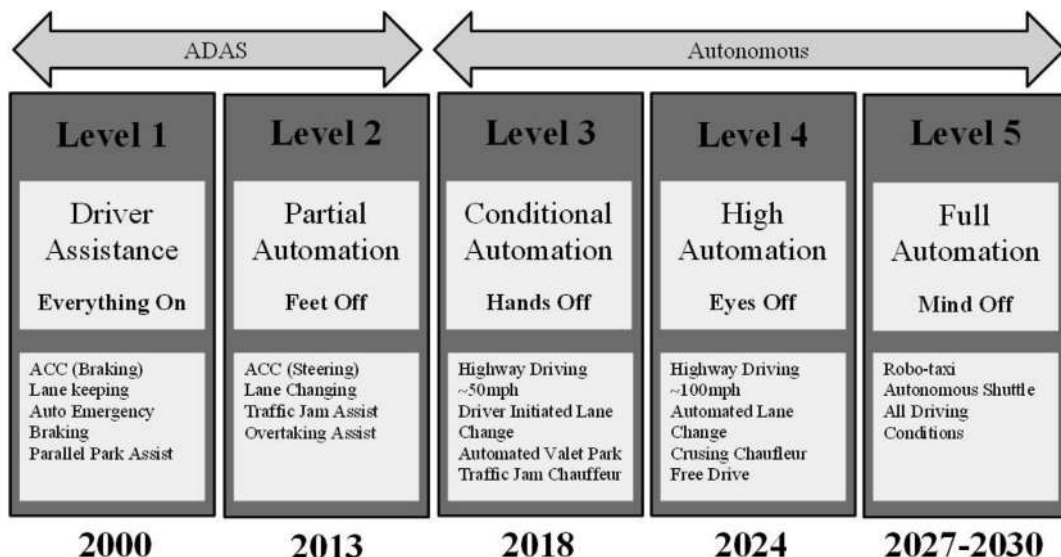 ADAS
Autonomous
Level 1
Driver
Assistance
Everything On
ACC (Braking)
Lane keeping
Auto Emergency
Braking
Parallel Park Assist
2000
Level 2
Partial
Automation
Feet Off
ACC (Steering)
Lane Changing
Traffic Jam Assist
Overtaking Assist
2013
Level 3
Conditional
Automation
Hands Off
Highway Driving
~50mph
Driver Initiated Lane
Change
Automated Valet Park
Traffic Jam Chauffeur
2018
Level 4
High
Automation
Eyes Off
Highway Driving
~100mph
Automated Lane
Change
Crusing Chaufleur
Free Drive
2024
Level 5
Full
Automation
Mind Off
Robo-taxi
Autonomous Shuttle
All Driving
Conditions
2027-2030